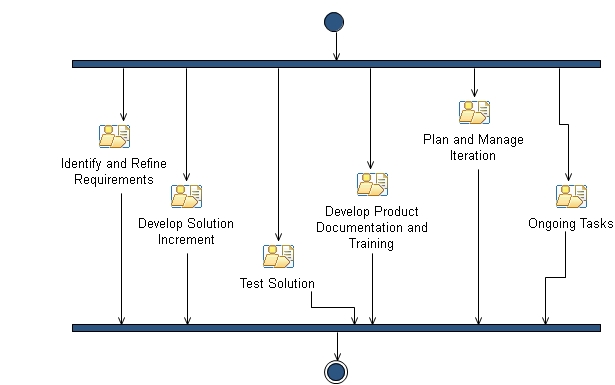 Identify and Refine
Requirements
Develop Solution
Increment
Test Solution
Develop Product
Documentation and
Training
Plan and Manage
Iteration
Ongoing Tasks